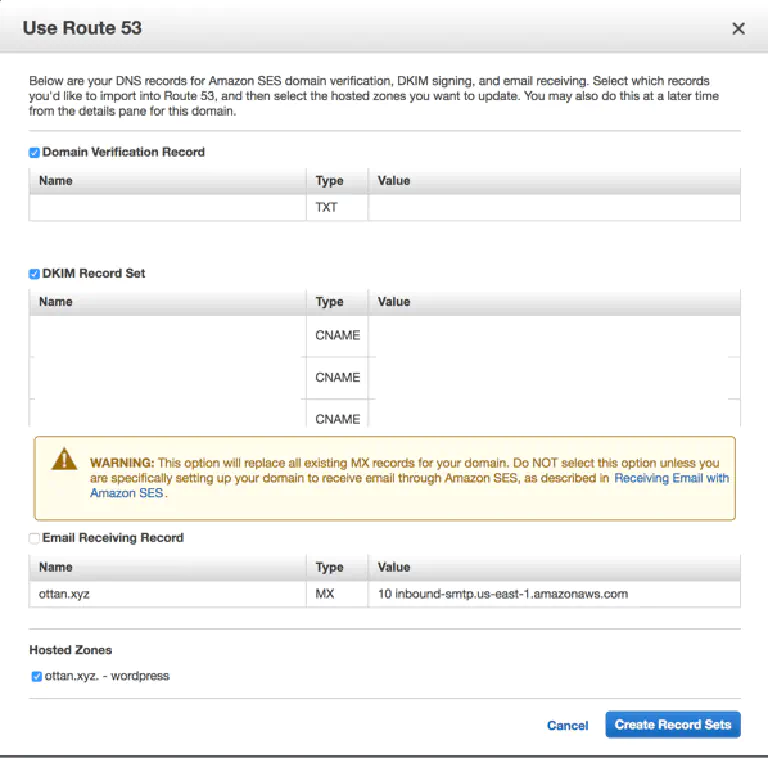 Use Route 53
Below are your DNS records for Amazon SES domain verification, DKIM signing, and email receiving. Select which records
you'd like to import into Route 53, and then select the hosted zones you want to update. You may also do this at a later time
from the details pane for this domain.
Domain Verification Record
Name Type Value
TXT
DKIM Record Set
Name Type Value
CNAME
CNAME
CNAME
WARNING: This option will replace all existing MX records for your domain. Do NOT select this option unless you
are specifically setting up your domain to receive email through Amazon SES, as described in Receiving Email with
Amazon SES.
Email Receiving Record
Name Type Value
ottan.xyz MX 10 inbound-smtp.us-east-1.amazonaws.com
Hosted Zones
ottan.xyz. - wordpress
Cancel Create Record Sets